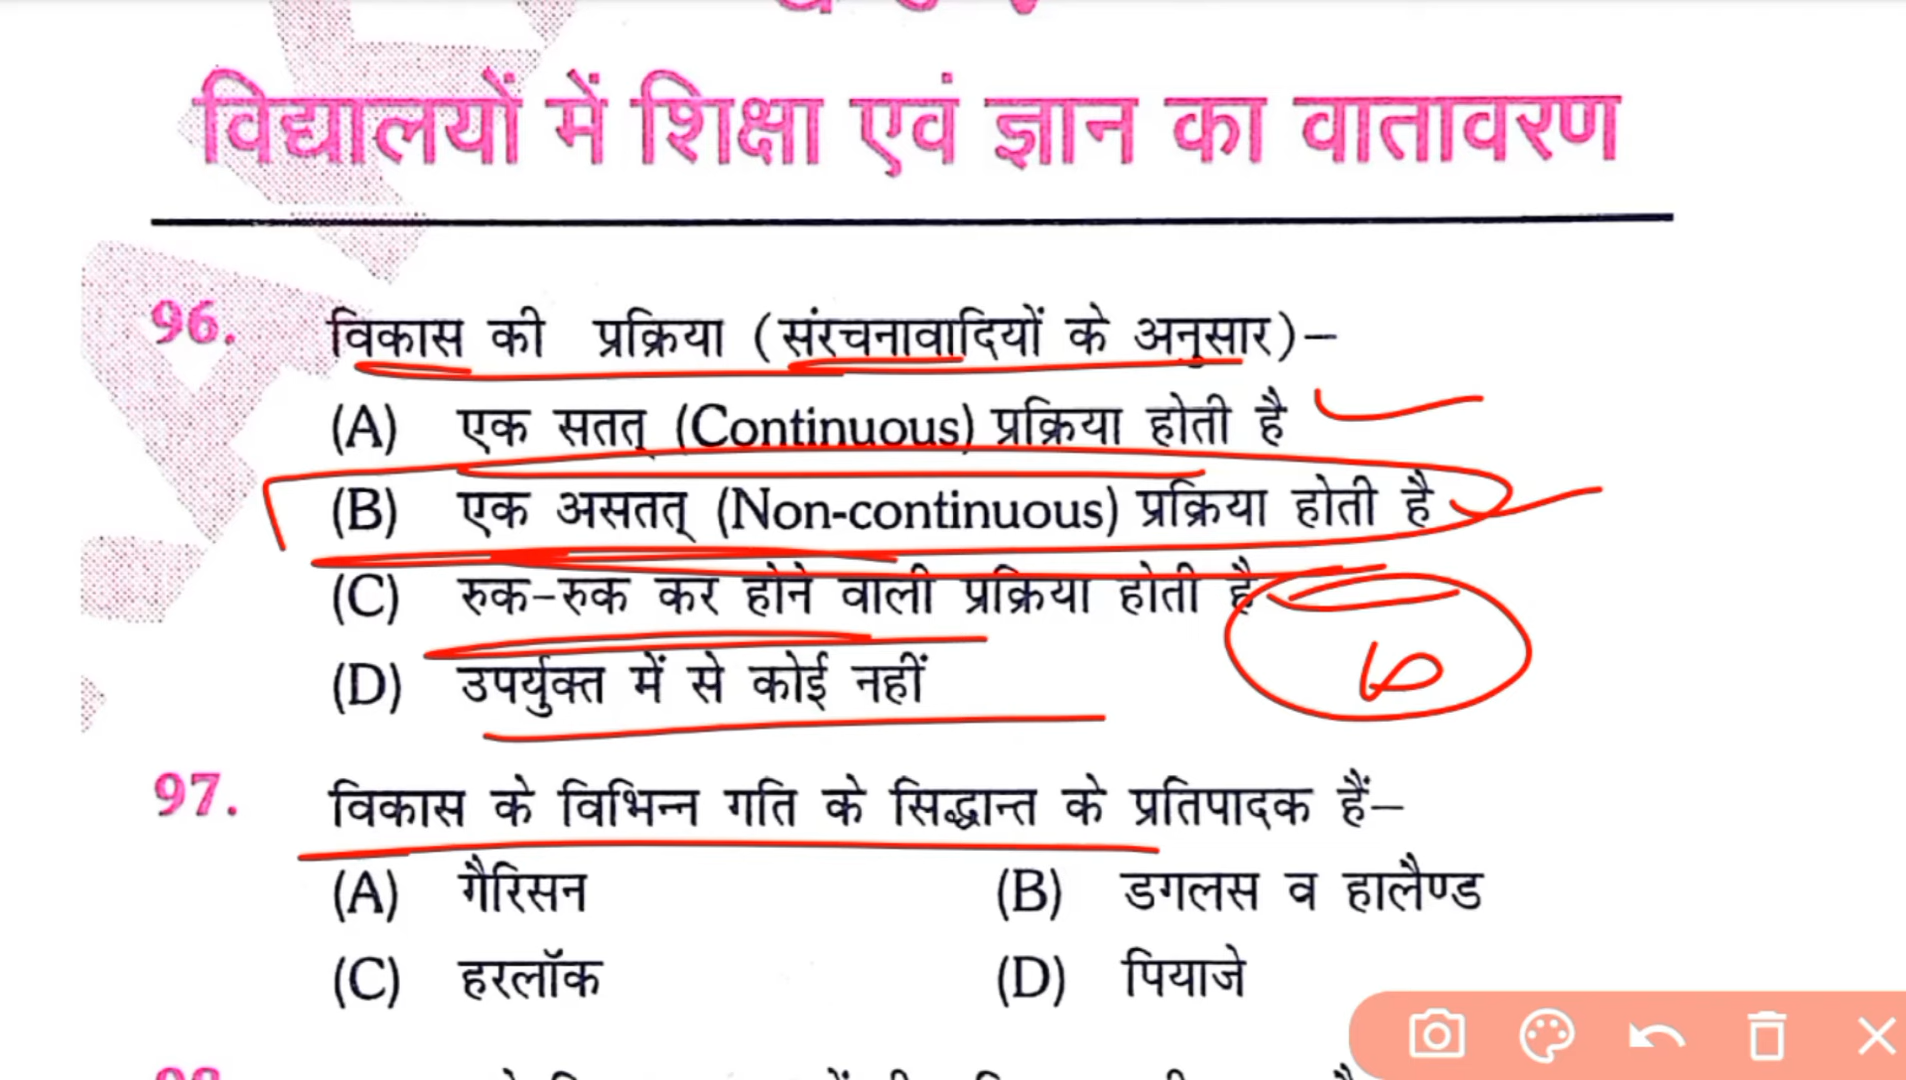 विद्यालयों में शिक्षा एवं ज्ञान का वातावरण
96. विकास की प्रक्रिया (संरचनावादियों के अनुसार)–
(A) एक सतत् (Continuous) प्रक्रिया होती है
(B) एक असतत् (Non-continuous) प्रक्रिया होती है
(C) रुक-रुक कर होने वाली प्रक्रिया होती है
(D) उपर्युक्त में से कोई नहीं
97. विकास के विभिन्न गति के सिद्धान्त के प्रतिपादक हैं–
(A) गैरिसन (B) डगलस व हालैण्ड
(C) हरलॉक (D) पियाजे